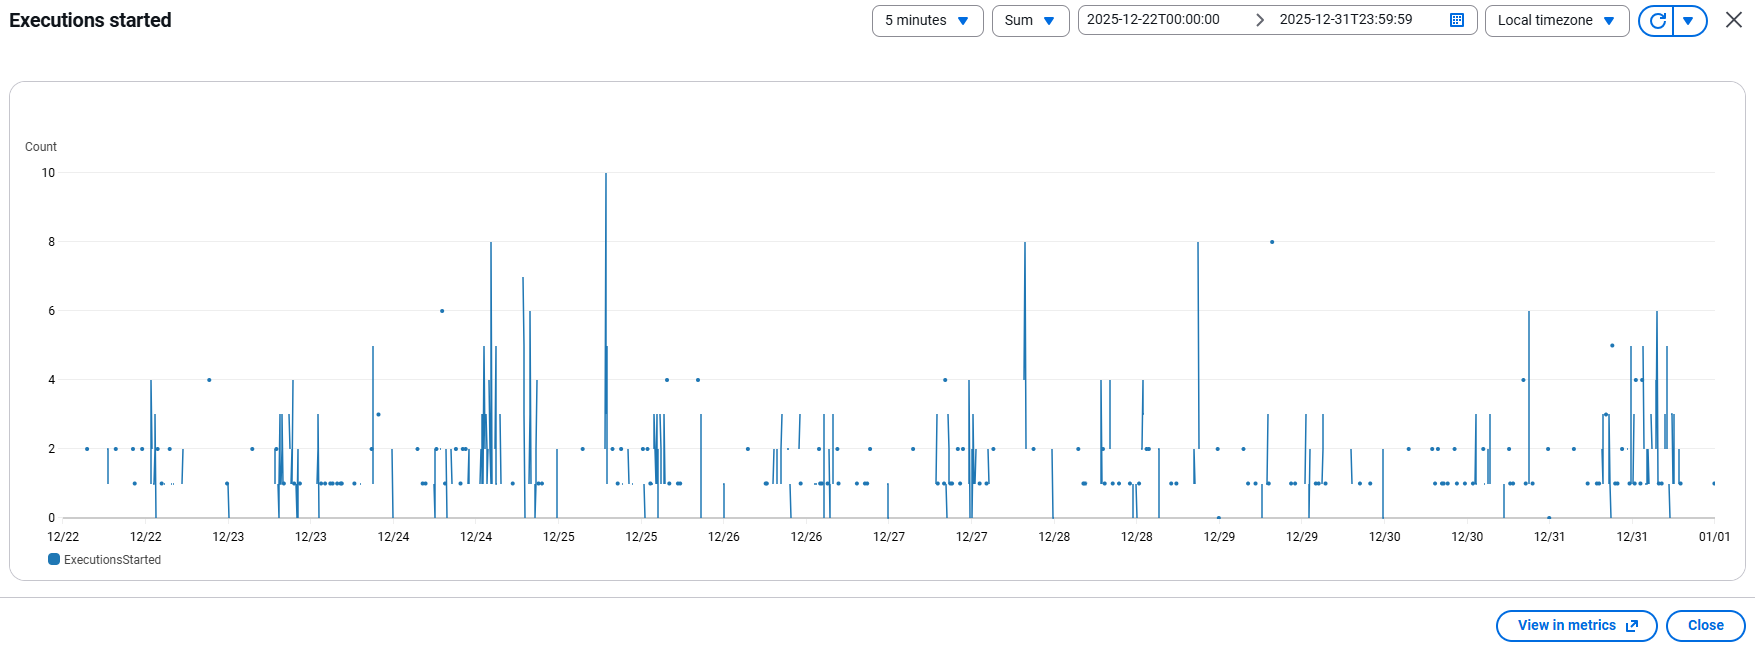 Executions started
5 minutes
Sum
2025-12-22T00:00:00
2025-12-31T23:59:59
Local timezone
Count
10
8
6
4
2
0
12/22 12/22 12/23 12/23 12/24 12/24 12/25 12/25 12/26 12/26 12/27 12/27 12/28 12/28 12/29 12/29 12/30 12/30 12/31 12/31 01/01
ExecutionsStarted
View in metrics
Close